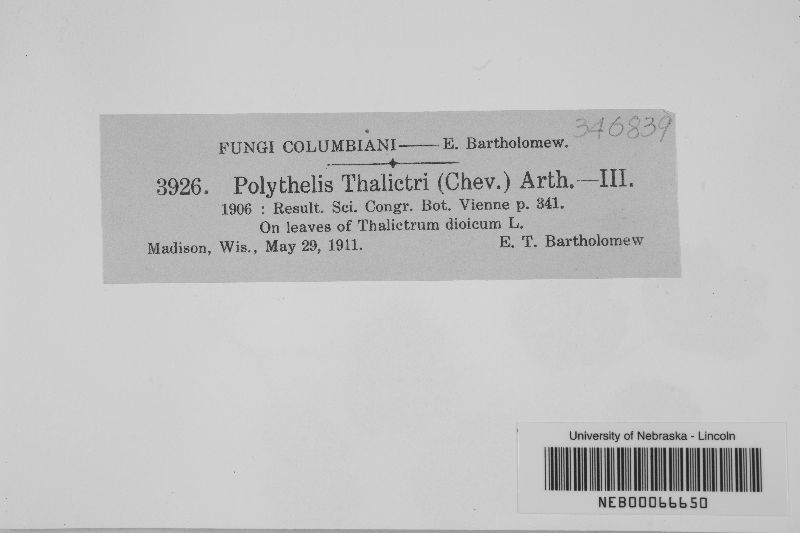 346839
FUNGI COLUMBIANI—E. Bartholomew.
3926. Polythelis Thalictri (Chev.) Arth.—III.
1906 : Result. Sci. Congr. Bot. Vienne p. 341.
On leaves of Thalictrum dioicum L.
Madison, Wis., May 29, 1911. E. T. Bartholomew
University of Nebraska - Lincoln
NEB00066650